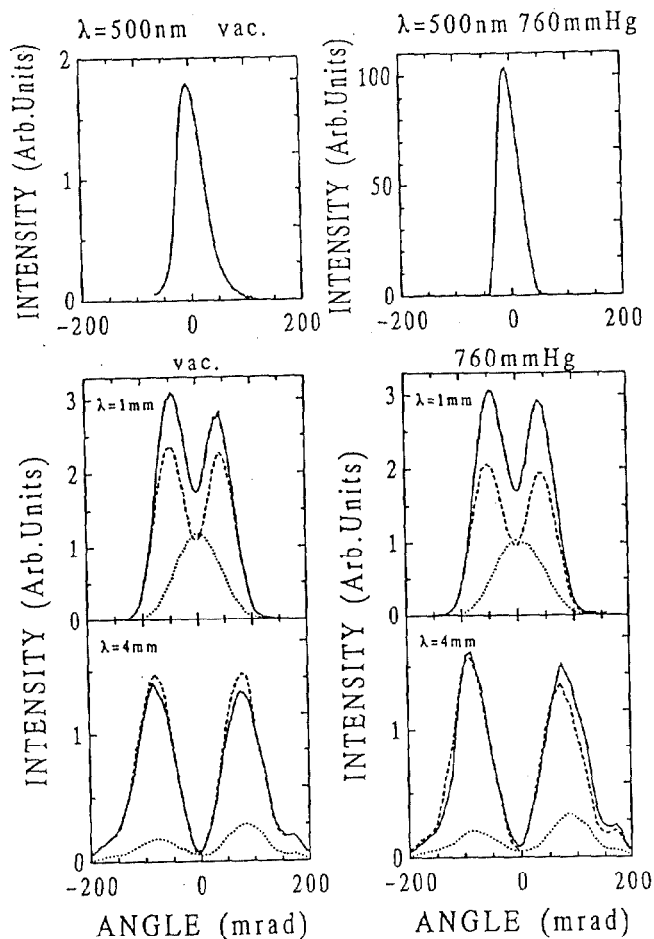 λ=500nm vac.
INTENSITY (Arb.Units)
2
1
0
-200 0 200
λ=500nm 760mmHg
INTENSITY (Arb.Units)
100
50
0
-200 0 200
vac.
λ=1mm
3
2
1
0
INTENSITY (Arb.Units)
λ=4mm
1
0
-200 0 200
ANGLE (mrad)
760mmHg
λ=1mm
3
2
1
0
INTENSITY (Arb.Units)
λ=4mm
1
0
-200 0 200
ANGLE (mrad)